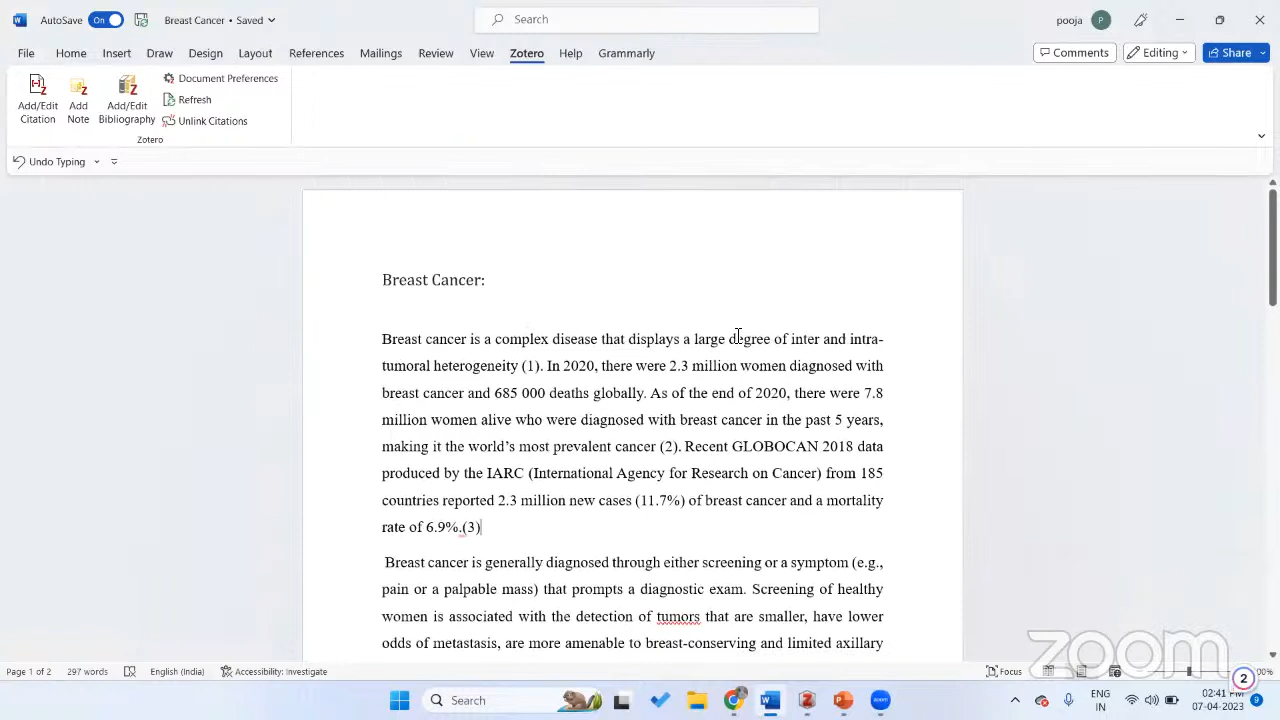 AutoSave On Breast Cancer • Saved Search pooja P
File Home Insert Draw Design Layout References Mailings Review View Zotero Help Grammarly Comments Editing Share
Add/Edit Citation
Add Note
Add/Edit Bibliography
Document Preferences
Refresh
Unlink Citations
Zotero
Undo Typing
Breast Cancer:
Breast cancer is a complex disease that displays a large degree of inter and intra-
tumoral heterogeneity (1). In 2020, there were 2.3 million women diagnosed with
breast cancer and 685 000 deaths globally. As of the end of 2020, there were 7.8
million women alive who were diagnosed with breast cancer in the past 5 years,
making it the world's most prevalent cancer (2). Recent GLOBOCAN 2018 data
produced by the IARC (International Agency for Research on Cancer) from 185
countries reported 2.3 million new cases (11.7%) of breast cancer and a mortality
rate of 6.9%.(3)
Breast cancer is generally diagnosed through either screening or a symptom (e.g.,
pain or a palpable mass) that prompts a diagnostic exam. Screening of healthy
women is associated with the detection of tumors that are smaller, have lower
odds of metastasis, are more amenable to breast-conserving and limited axillary
zoom
Page 1 of 2 297 words English (India) Accessibility: Investigate Focus
2
Search ENG IN 02:41 PM 07-04-2023